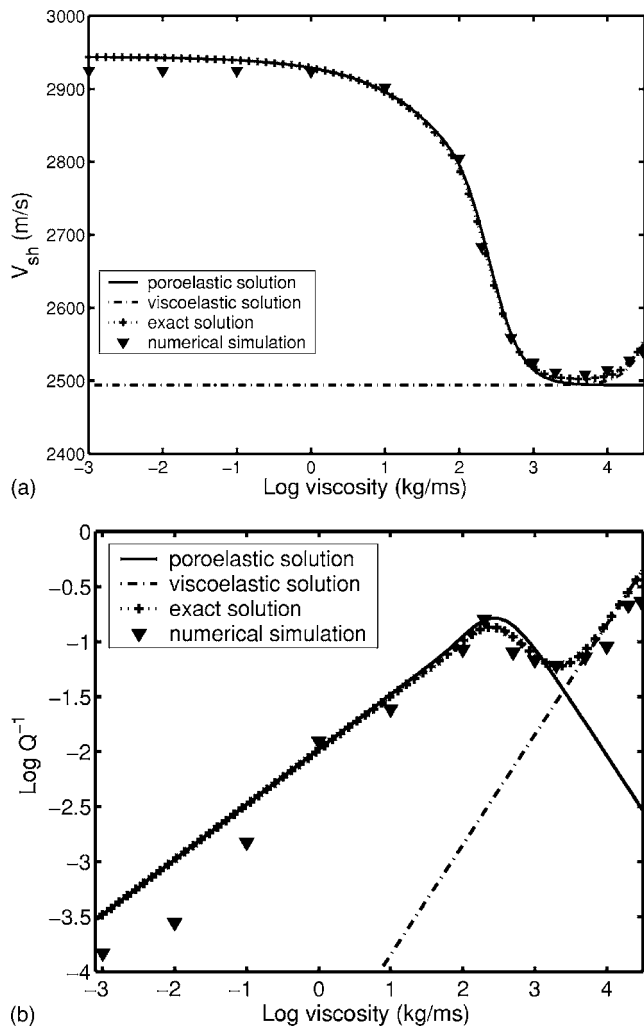 3000
2900
2800
2700
2600
2500
2400
V_sh (m/s)
poroelastic solution
viscoelastic solution
exact solution
numerical simulation
−3 −2 −1 0 1 2 3 4
(a)
Log viscosity (kg/ms)
0
−0.5
−1
−1.5
−2
−2.5
−3
−3.5
−4
Log Q⁻¹
poroelastic solution
viscoelastic solution
exact solution
numerical simulation
−3 −2 −1 0 1 2 3 4
(b)
Log viscosity (kg/ms)